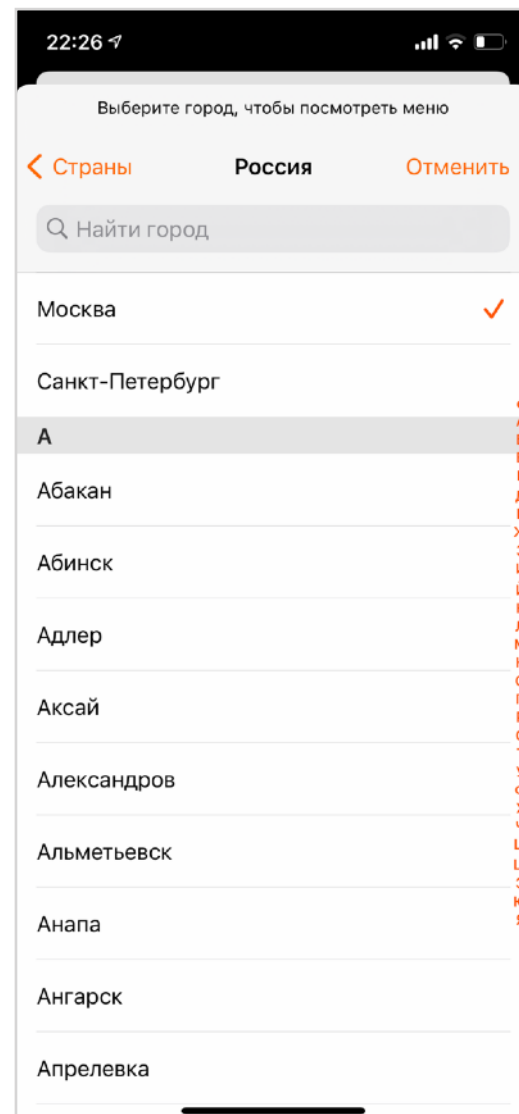 22:26
Выберите город, чтобы посмотреть меню
Страны
Россия
Отменить
Найти город
Москва
Санкт-Петербург
А
Абакан
Абинск
Адлер
Аксай
Александров
Альметьевск
Анапа
Ангарск
Апрелевка